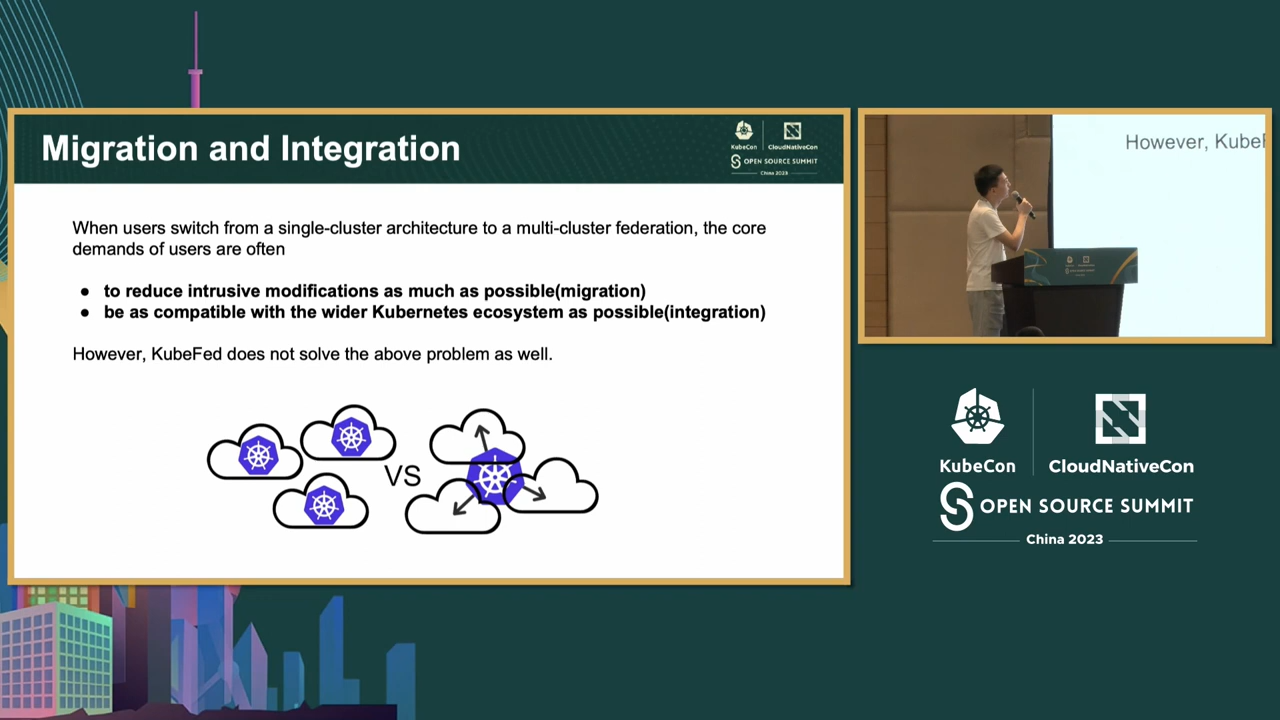 Migration and Integration
KubeCon
CloudNativeCon
OPEN SOURCE SUMMIT
China 2023
When users switch from a single-cluster architecture to a multi-cluster federation, the core
demands of users are often
● to reduce intrusive modifications as much as possible(migration)
● be as compatible with the wider Kubernetes ecosystem as possible(integration)
However, KubeFed does not solve the above problem as well.
VS
However, KubeF
KubeCon
CloudNativeCon
OPEN SOURCE SUMMIT
China 2023